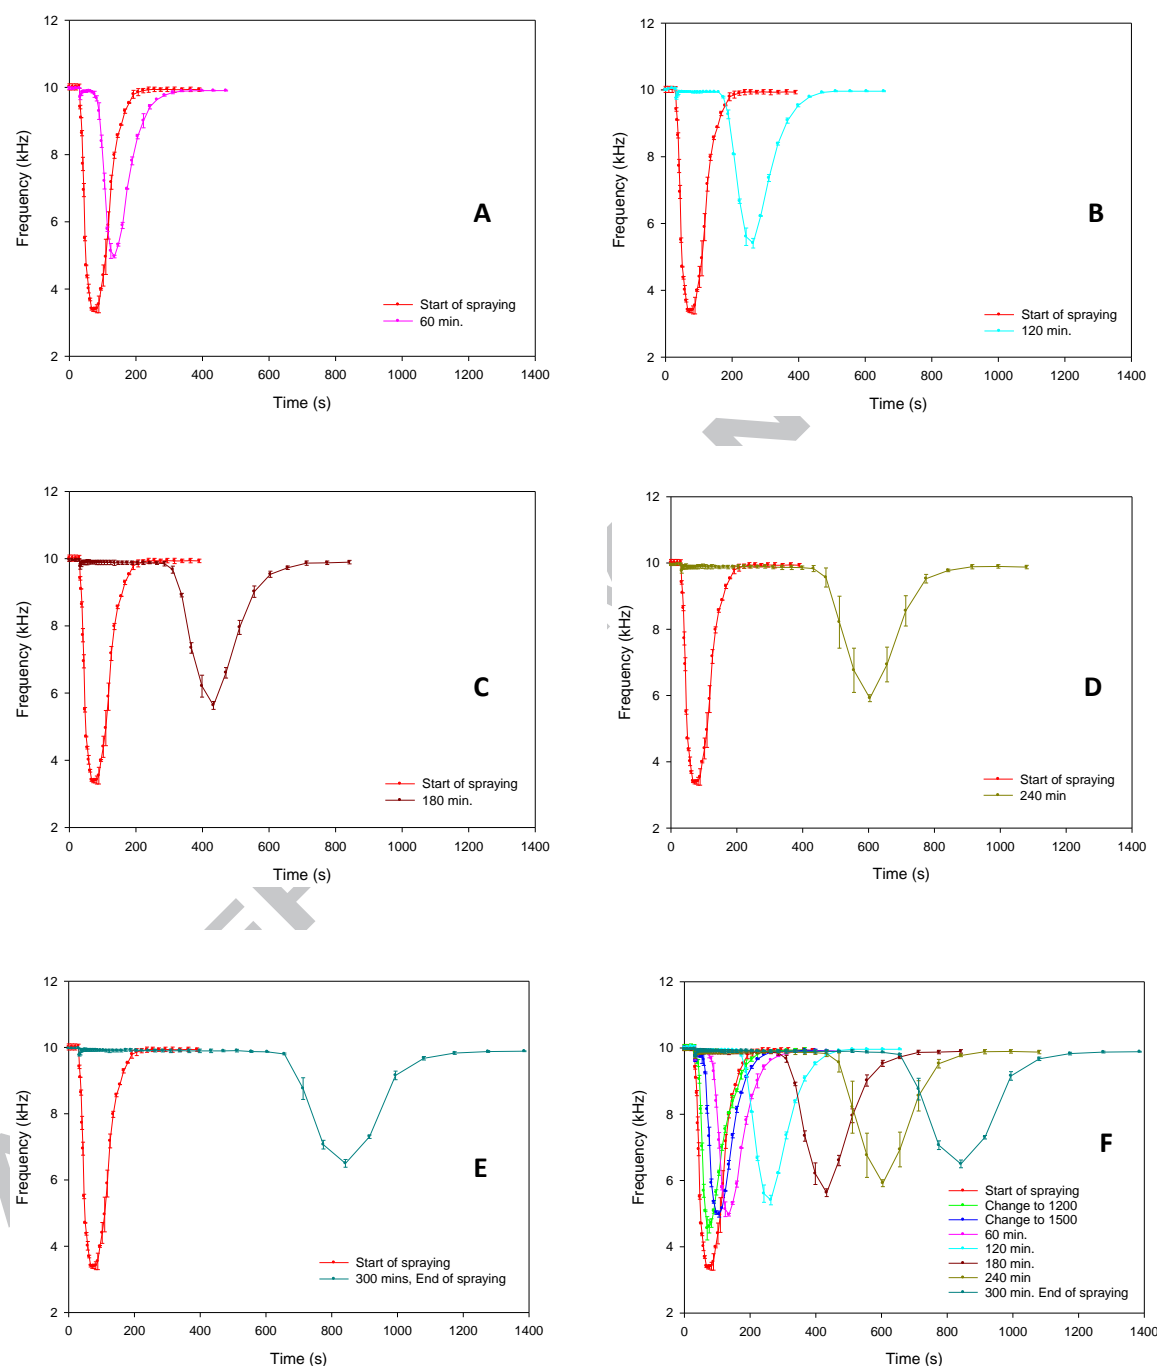 12
10
8
6
4
2
Frequency (kHz)
0 200 400 600 800 1000 1200 1400
Time (s)
A
Start of spraying
60 min.
12
10
8
6
4
2
Frequency (kHz)
0 200 400 600 800 1000 1200 1400
Time (s)
B
Start of spraying
120 min.
12
10
8
6
4
2
Frequency (kHz)
0 200 400 600 800 1000 1200 1400
Time (s)
C
Start of spraying
180 min.
12
10
8
6
4
2
Frequency (kHz)
0 200 400 600 800 1000 1200 1400
Time (s)
D
Start of spraying
240 min
12
10
8
6
4
2
Frequency (kHz)
0 200 400 600 800 1000 1200 1400
Time (s)
E
Start of spraying
300 mins, End of spraying
12
10
8
6
4
2
Frequency (kHz)
0 200 400 600 800 1000 1200 1400
Time (s)
F
Start of spraying
Change to 1200
Change to 1500
60 min.
120 min.
180 min.
240 min
300 min. End of spraying